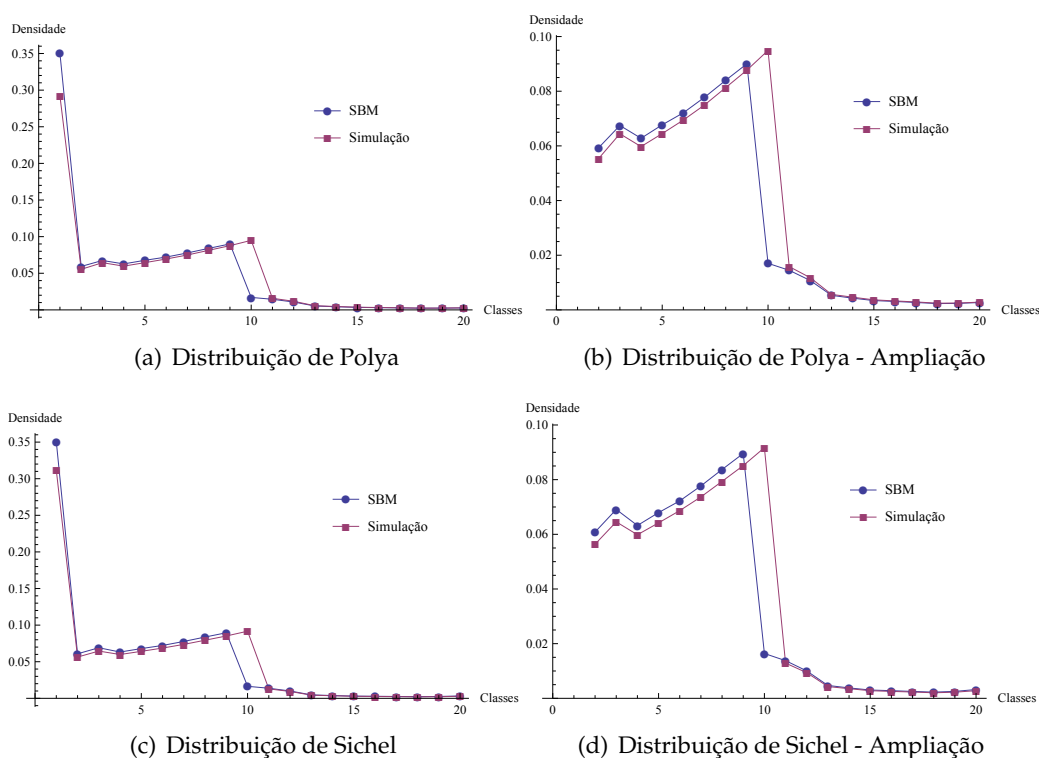 Densidade
0.35
0.30
0.25
0.20
0.15
0.10
0.05
5
10
15
20
Classes
SBM
Simulação
(a) Distribuição de Polya
Densidade
0.10
0.08
0.06
0.04
0.02
0
5
10
15
20
Classes
SBM
Simulação
(b) Distribuição de Polya - Ampliação
Densidade
0.35
0.30
0.25
0.20
0.15
0.10
0.05
5
10
15
20
Classes
SBM
Simulação
(c) Distribuição de Sichel
Densidade
0.10
0.08
0.06
0.04
0.02
0
5
10
15
20
Classes
SBM
Simulação
(d) Distribuição de Sichel - Ampliação